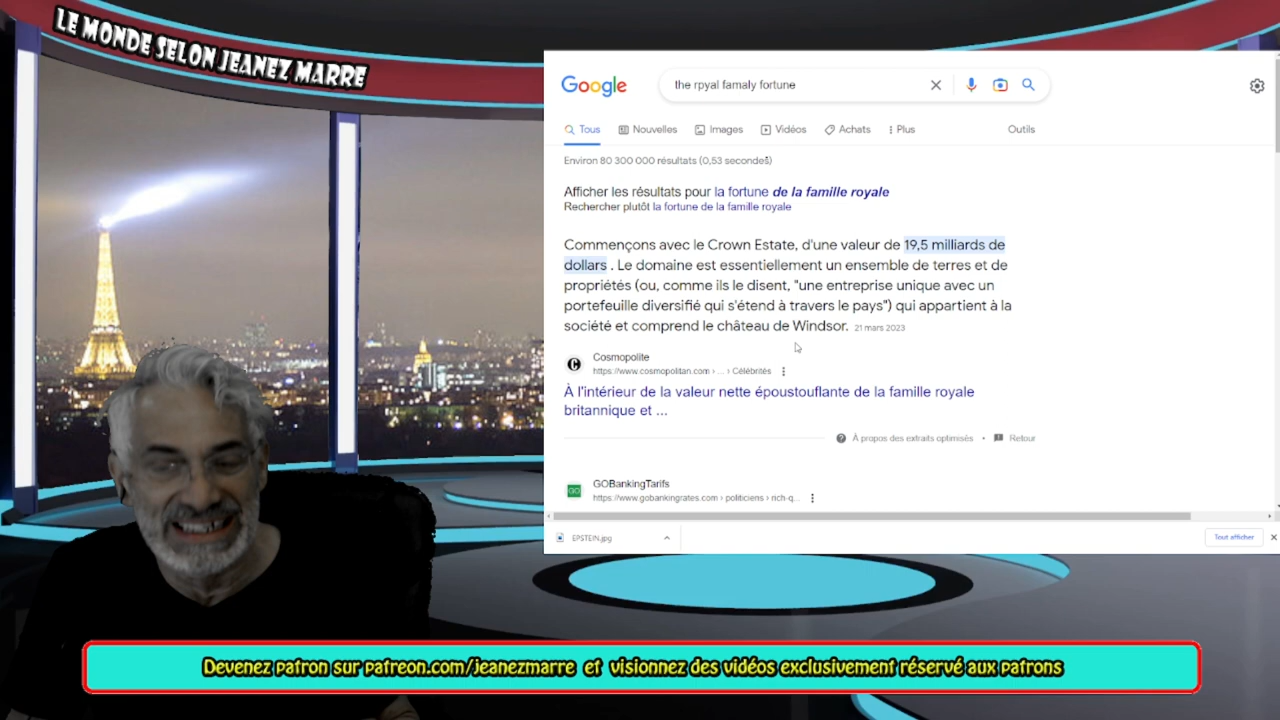 LE MONDE SELON JEANEZ MARRE
Google
the rpyal famaly fortune
Tous Nouvelles Images Vidéos Achats Plus Outils
Environ 80 300 000 résultats (0,53 secondes)
Afficher les résultats pour la fortune de la famille royale
Rechercher plutôt la fortune de la famille royale
Commençons avec le Crown Estate, d'une valeur de 19,5 milliards de
dollars . Le domaine est essentiellement un ensemble de terres et de
propriétés (ou, comme ils le disent, "une entreprise unique avec un
portefeuille diversifié qui s'étend à travers le pays") qui appartient à la
société et comprend le château de Windsor. 21 mars 2023
Cosmopolite
https://www.cosmopolitan.com › ... › Célébrités
À l'intérieur de la valeur nette époustouflante de la famille royale
britannique et ...
À propos des extraits optimisés • Retour
GO GOBankingTarifs
https://www.gobankingrates.com › politiciens › rich-q...
EPSTEIN.jpg Tout afficher
Devenez patron sur patreon.com/jeanezmarre et visionnez des vidéos exclusivement réservé aux patrons